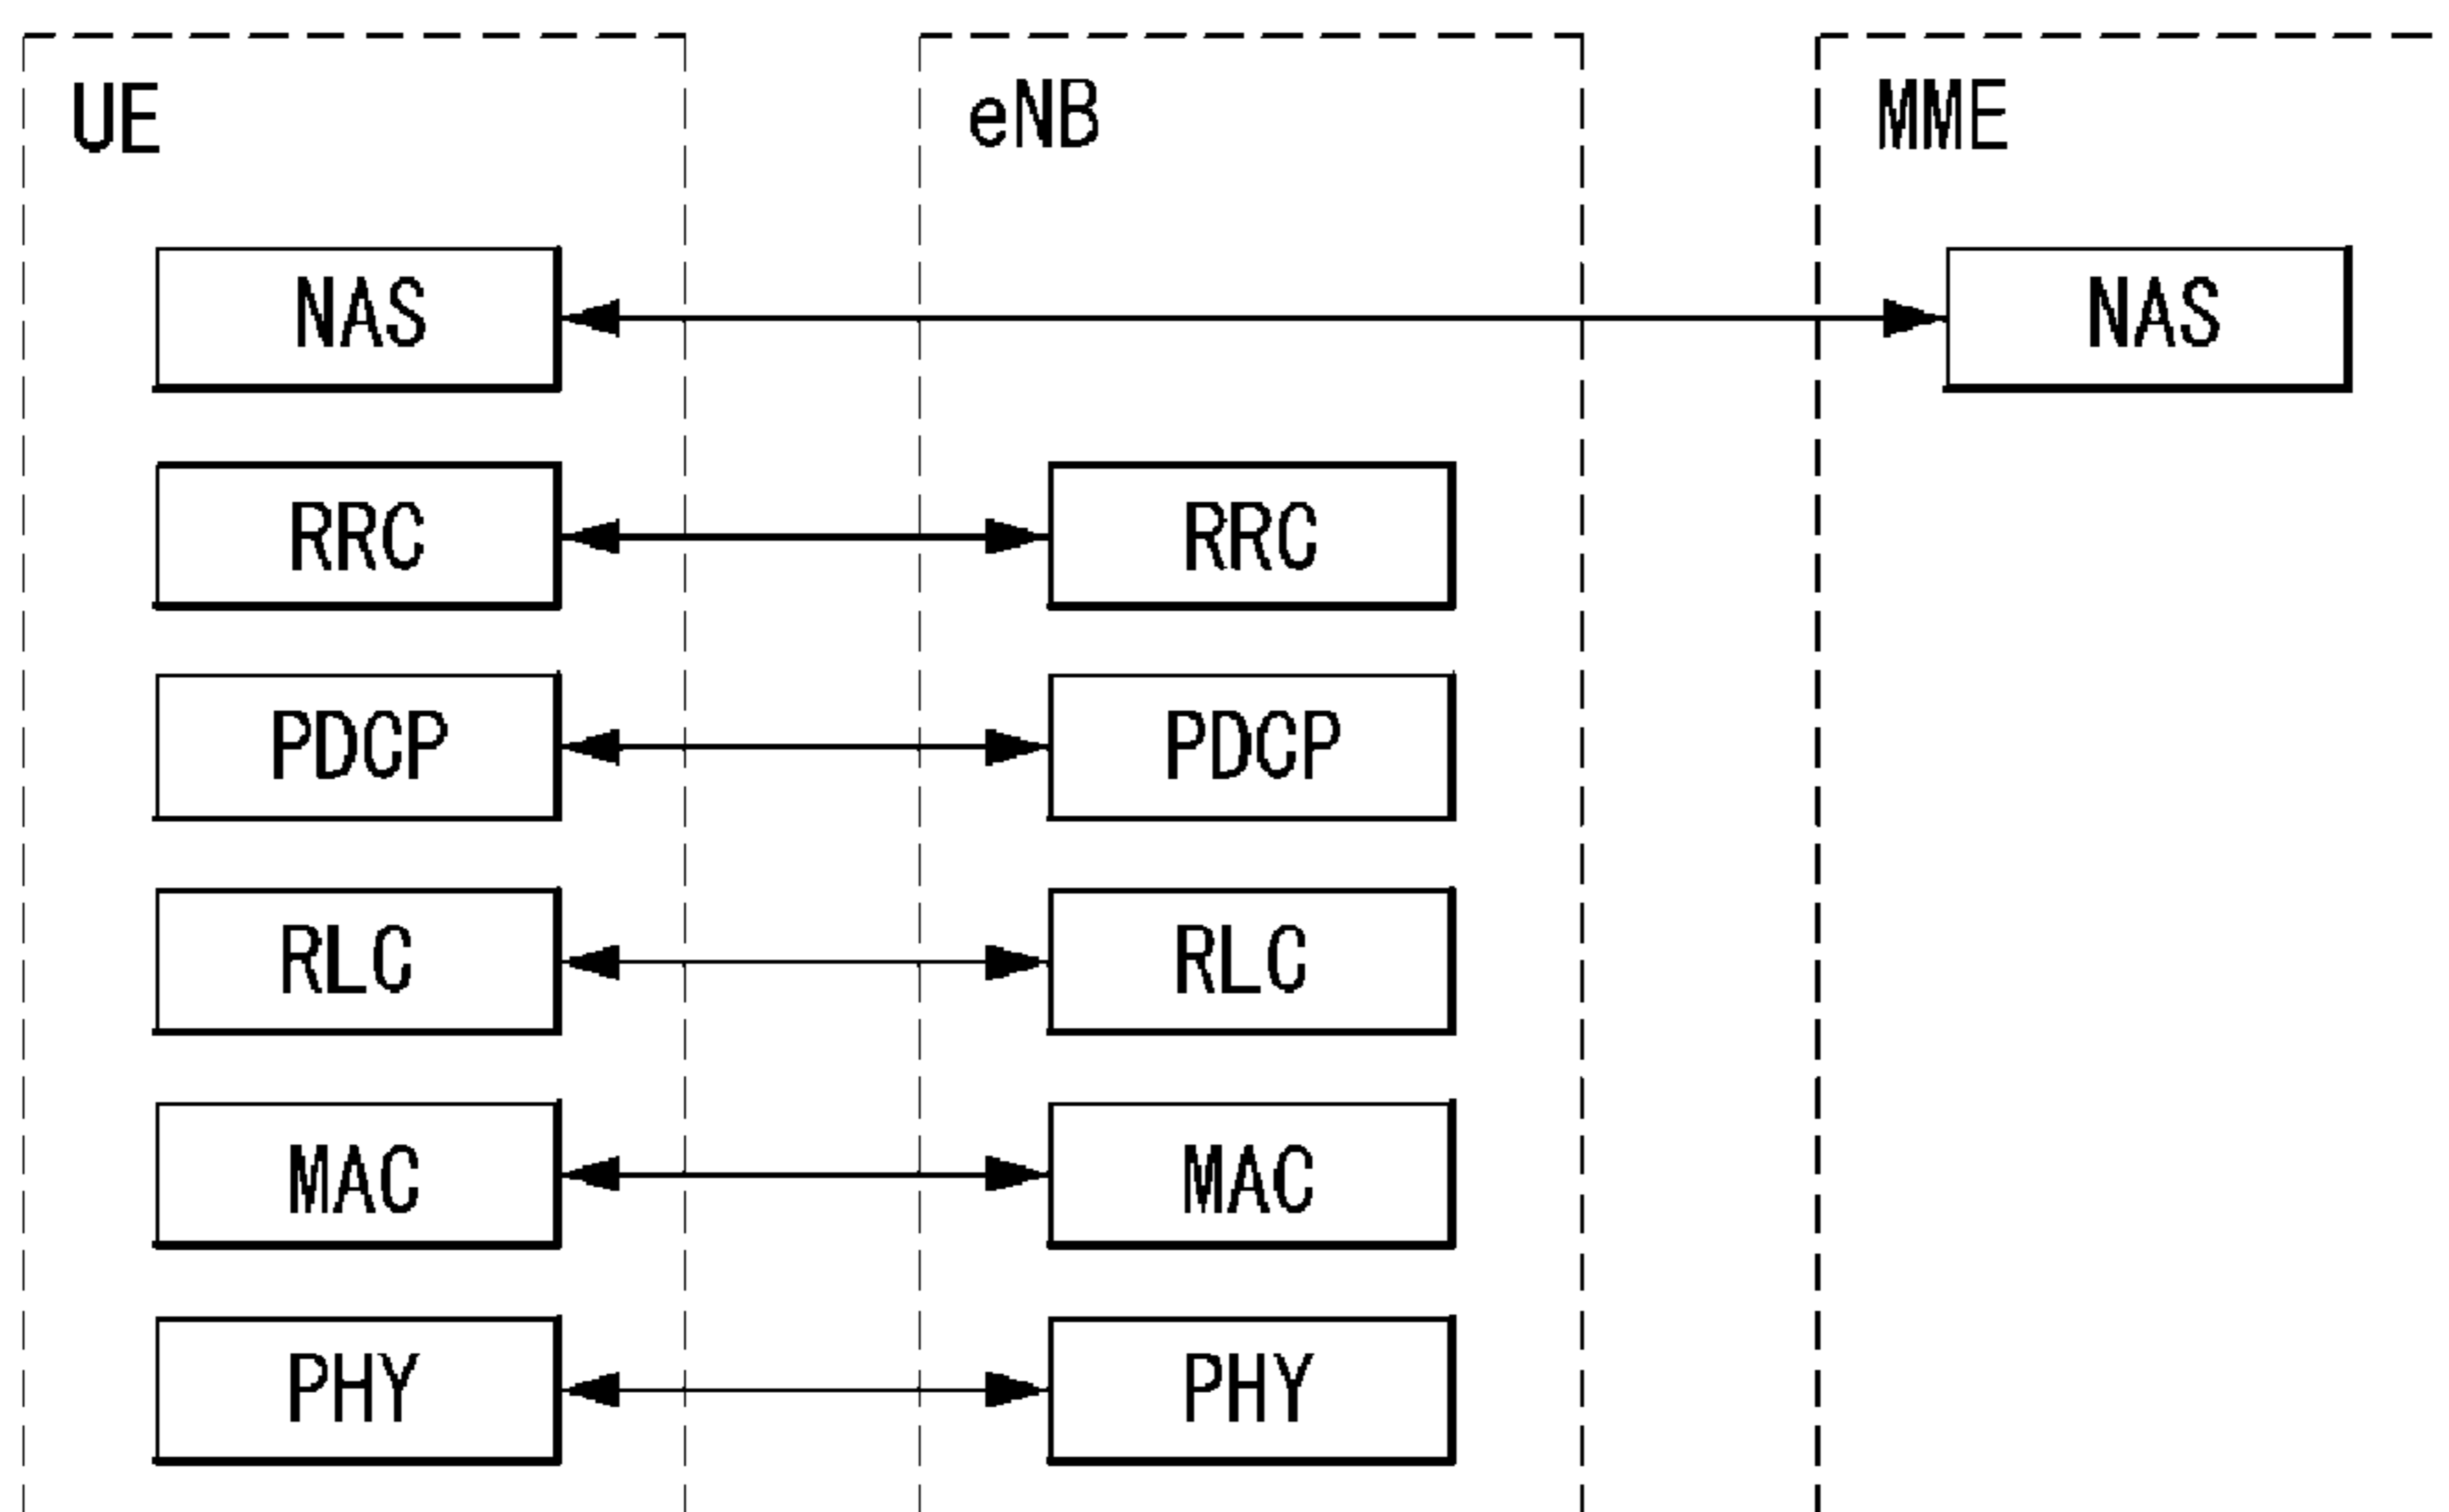 UE eNB MME
NAS NAS
RRC RRC
PDCP PDCP
RLC RLC
MAC MAC
PHY PHY